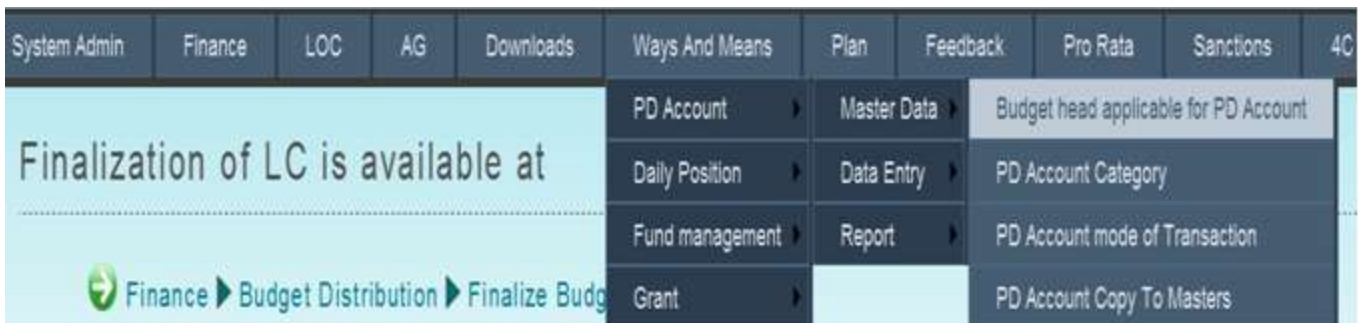 System Admin Finance LOC AG Downloads Ways And Means Plan Feedback Pro Rata Sanctions 4C
PD Account Master Data Budget head applicable for PD Account
Finalization of LC is available at
Daily Position Data Entry PD Account Category
Fund management Report PD Account mode of Transaction
Finance Budget Distribution Finalize Budg
Grant PD Account Copy To Masters